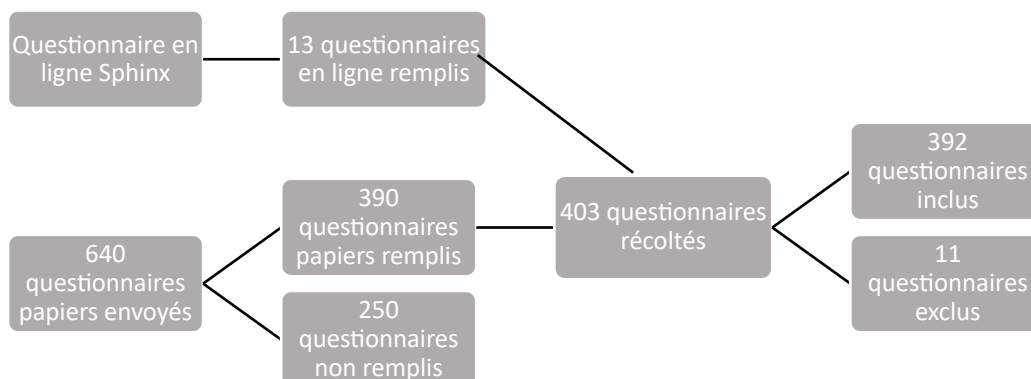 Questionnaire en
ligne Sphinx
13 questionnaires
en ligne remplis
640
questionnaires
papiers envoyés
390
questionnaires
papiers remplis
250
questionnaires
non remplis
403 questionnaires
récoltés
392
questionnaires
inclus
11
questionnaires
exclus